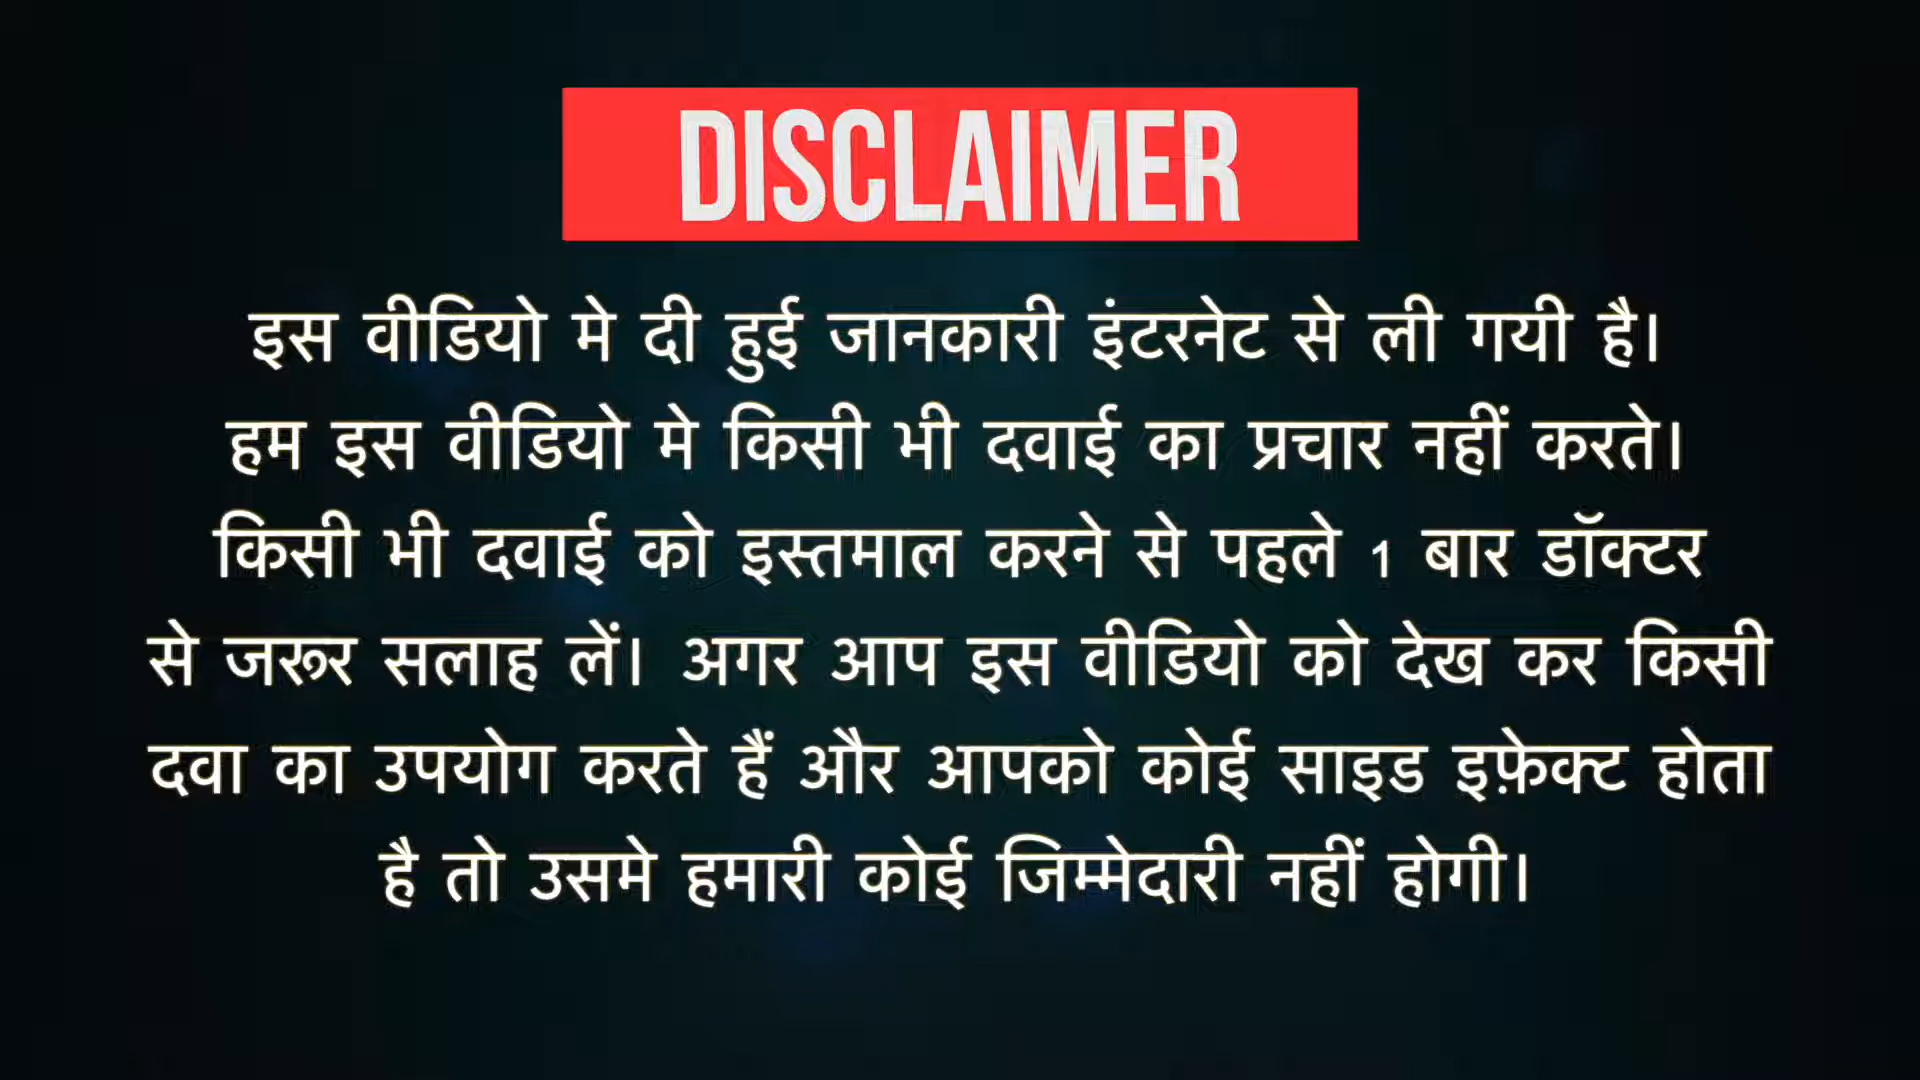 DISCLAIMER
इस वीडियो मे दी हुई जानकारी इंटरनेट से ली गयी है।
हम इस वीडियो मे किसी भी दवाई का प्रचार नहीं करते।
किसी भी दवाई को इस्तमाल करने से पहले 1 बार डॉक्टर
से जरूर सलाह लें। अगर आप इस वीडियो को देख कर किसी
दवा का उपयोग करते हैं और आपको कोई साइड इफ़ेक्ट होता
है तो उसमे हमारी कोई जिम्मेदारी नहीं होगी।